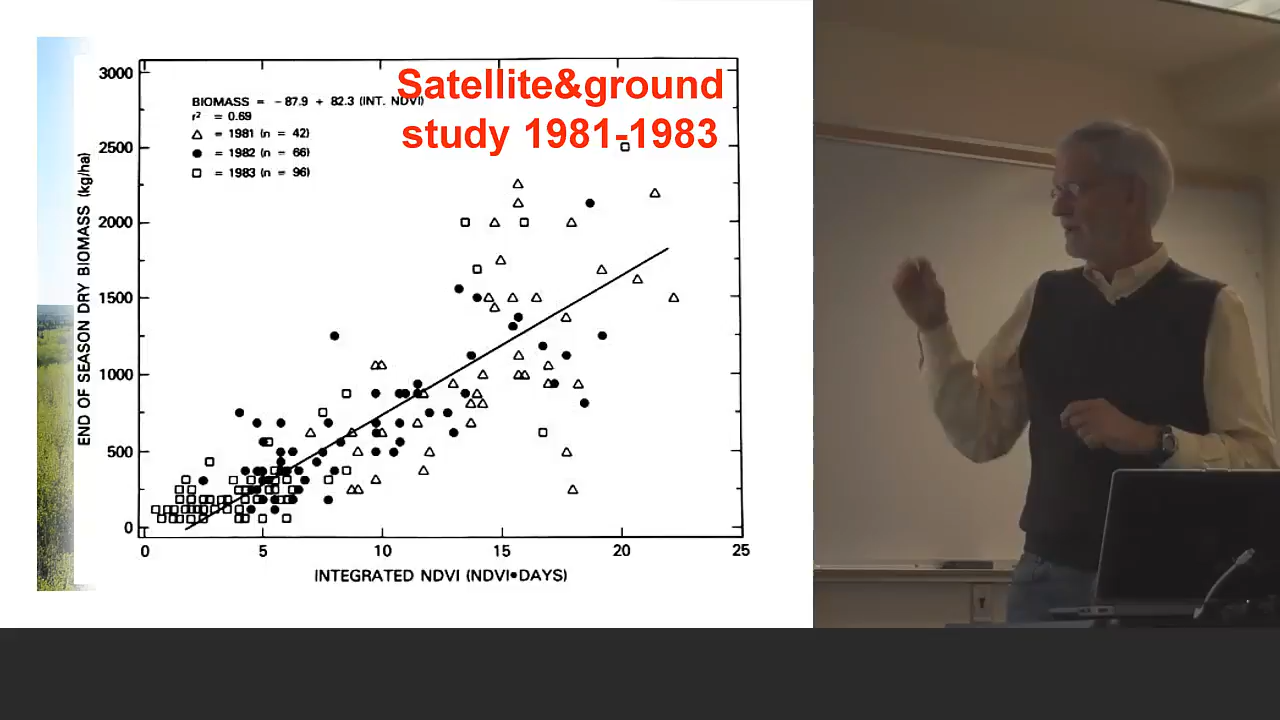 Satellite&ground
study 1981-1983
BIOMASS = -87.9 + 82.3 (INT. NDVI)
r² = 0.69
△ = 1981 (n = 42)
● = 1982 (n = 66)
□ = 1983 (n = 96)
END OF SEASON DRY BIOMASS (kg/ha)
3000
2500
2000
1500
1000
500
0
0 5 10 15 20 25
INTEGRATED NDVI (NDVI•DAYS)